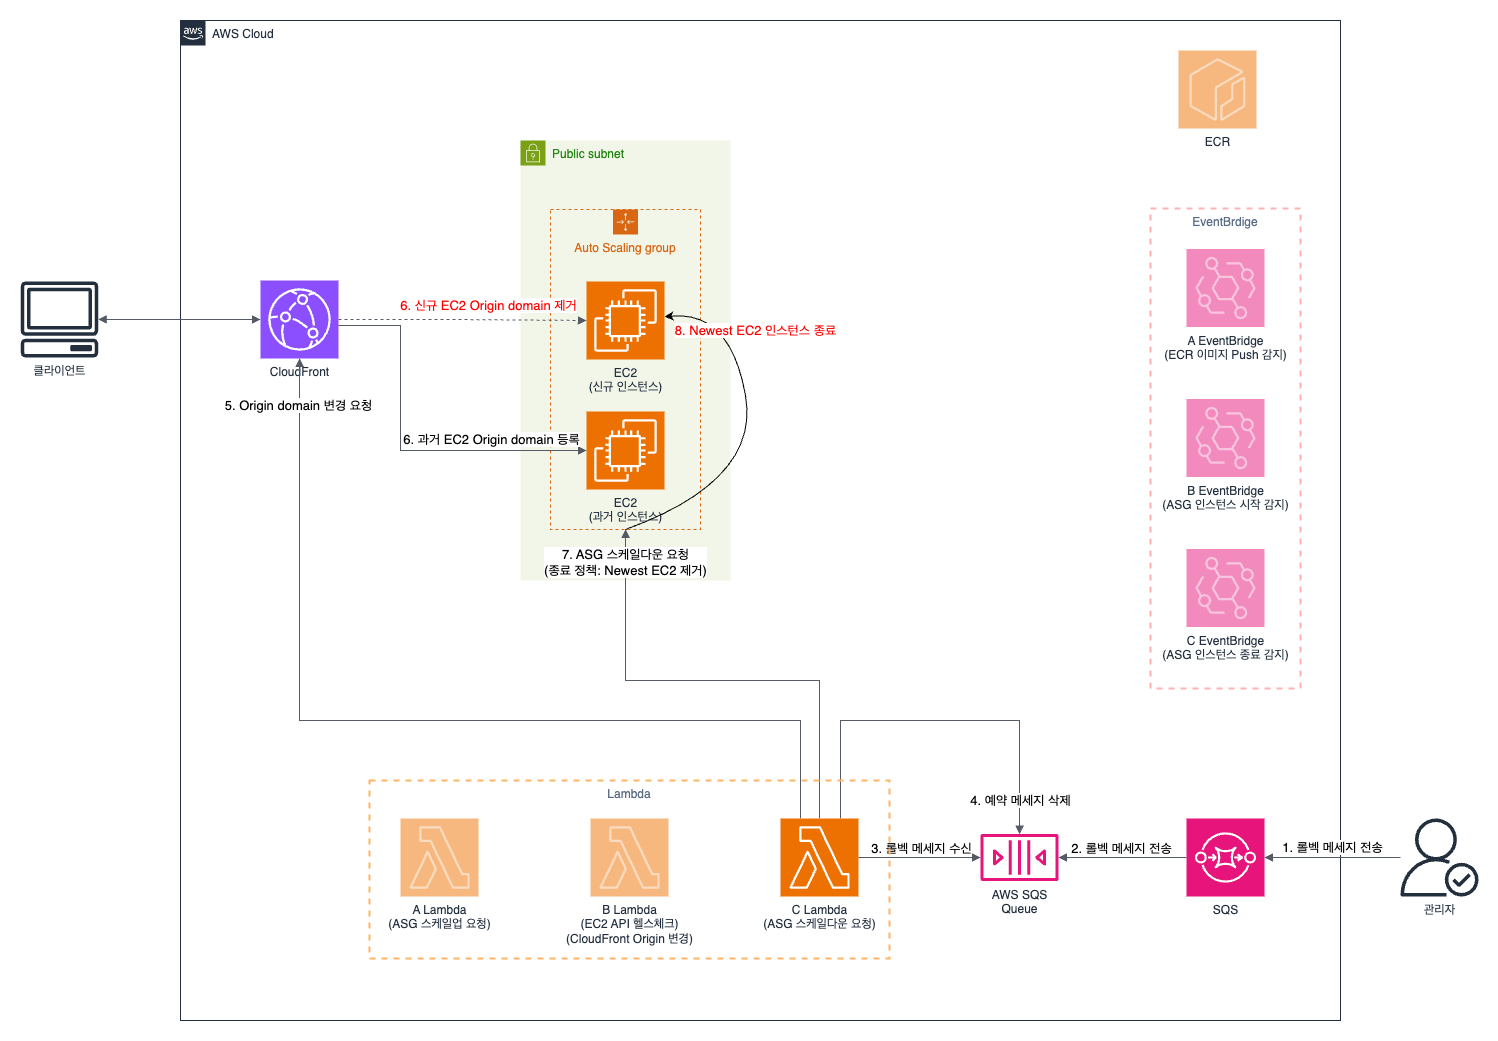 aws
AWS Cloud
ECR
Public subnet
Auto Scaling group
EventBrdige
A EventBridge
(ECR 이미지 Push 감지)
6. 신규 EC2 Origin domain 제거
8. Newest EC2 인스턴스 종료
클라이언트
CloudFront
EC2
(신규 인스턴스)
5. Origin domain 변경 요청
6. 과거 EC2 Origin domain 등록
B EventBridge
(ASG 인스턴스 시작 감지)
EC2
(과거 인스턴스)
7. ASG 스케일다운 요청
(종료 정책: Newest EC2 제거)
C EventBridge
(ASG 인스턴스 종료 감지)
Lambda
4. 예약 메세지 삭제
3. 롤벡 메세지 수신
2. 롤벡 메세지 전송
1. 롤벡 메세지 전송
A Lambda
(ASG 스케일업 요청)
B Lambda
(EC2 API 헬스체크)
(CloudFront Origin 변경)
C Lambda
(ASG 스케일다운 요청)
AWS SQS
Queue
SQS
관리자